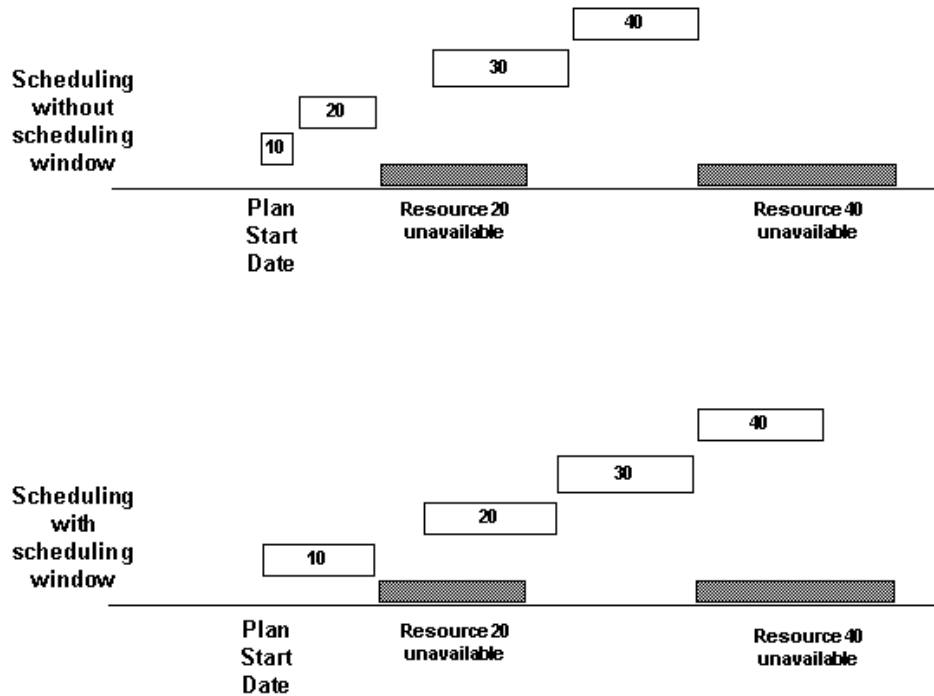 40
30
20
10
Scheduling
without
scheduling
window
Plan
Start
Date
Resource 20
unavailable
Resource 40
unavailable
40
30
20
10
Scheduling
with
scheduling
window
Plan
Start
Date
Resource 20
unavailable
Resource 40
unavailable